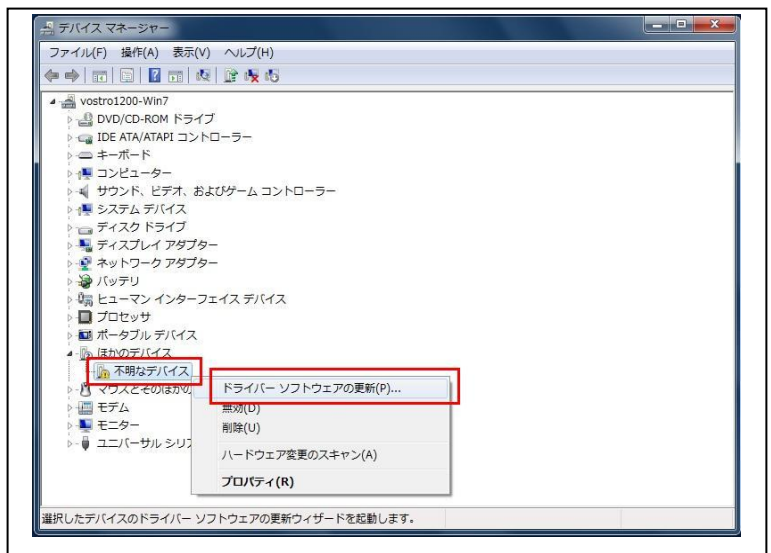 デバイス マネージャー
ファイル(F) 操作(A) 表示(V) ヘルプ(H)
vostro1200-Win7
DVD/CD-ROM ドライブ
IDE ATA/ATAPI コントローラー
キーボード
コンピューター
サウンド、ビデオ、およびゲーム コントローラー
システム デバイス
ディスク ドライブ
ディスプレイ アダプター
ネットワーク アダプター
バッテリ
ヒューマン インターフェイス デバイス
プロセッサ
ポータブル デバイス
ほかのデバイス
不明なデバイス
ドライバー ソフトウェアの更新(P)...
マウスとそのほかの
無効(D)
モデム
削除(U)
モニター
ユニバーサル シリア
ハードウェア変更のスキャン(A)
プロパティ(R)
選択したデバイスのドライバー ソフトウェアの更新ウィザードを起動します。